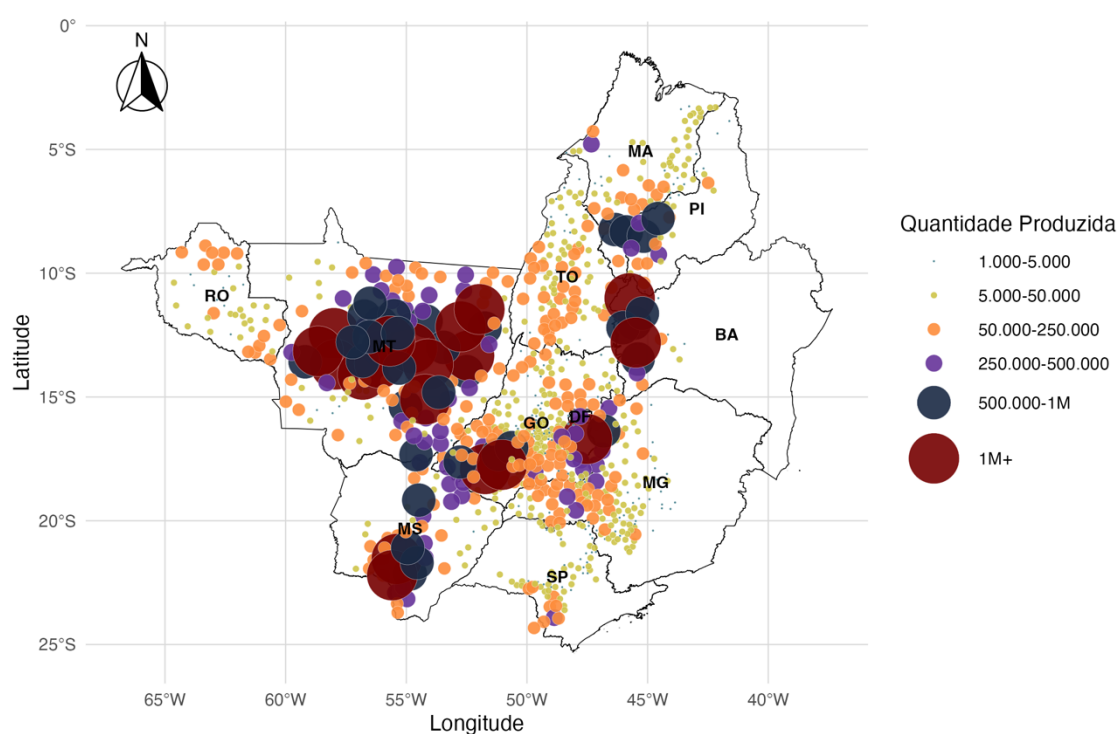 0°
N
5°S
MA
PI
10°S
TO
RO
BA
MT
15°S
GO
DF
MG
20°S
MS
SP
25°S
65°W
60°W
55°W
50°W
45°W
40°W
Longitude
Latitude
Quantidade Produzida
1.000-5.000
5.000-50.000
50.000-250.000
250.000-500.000
500.000-1M
1M+